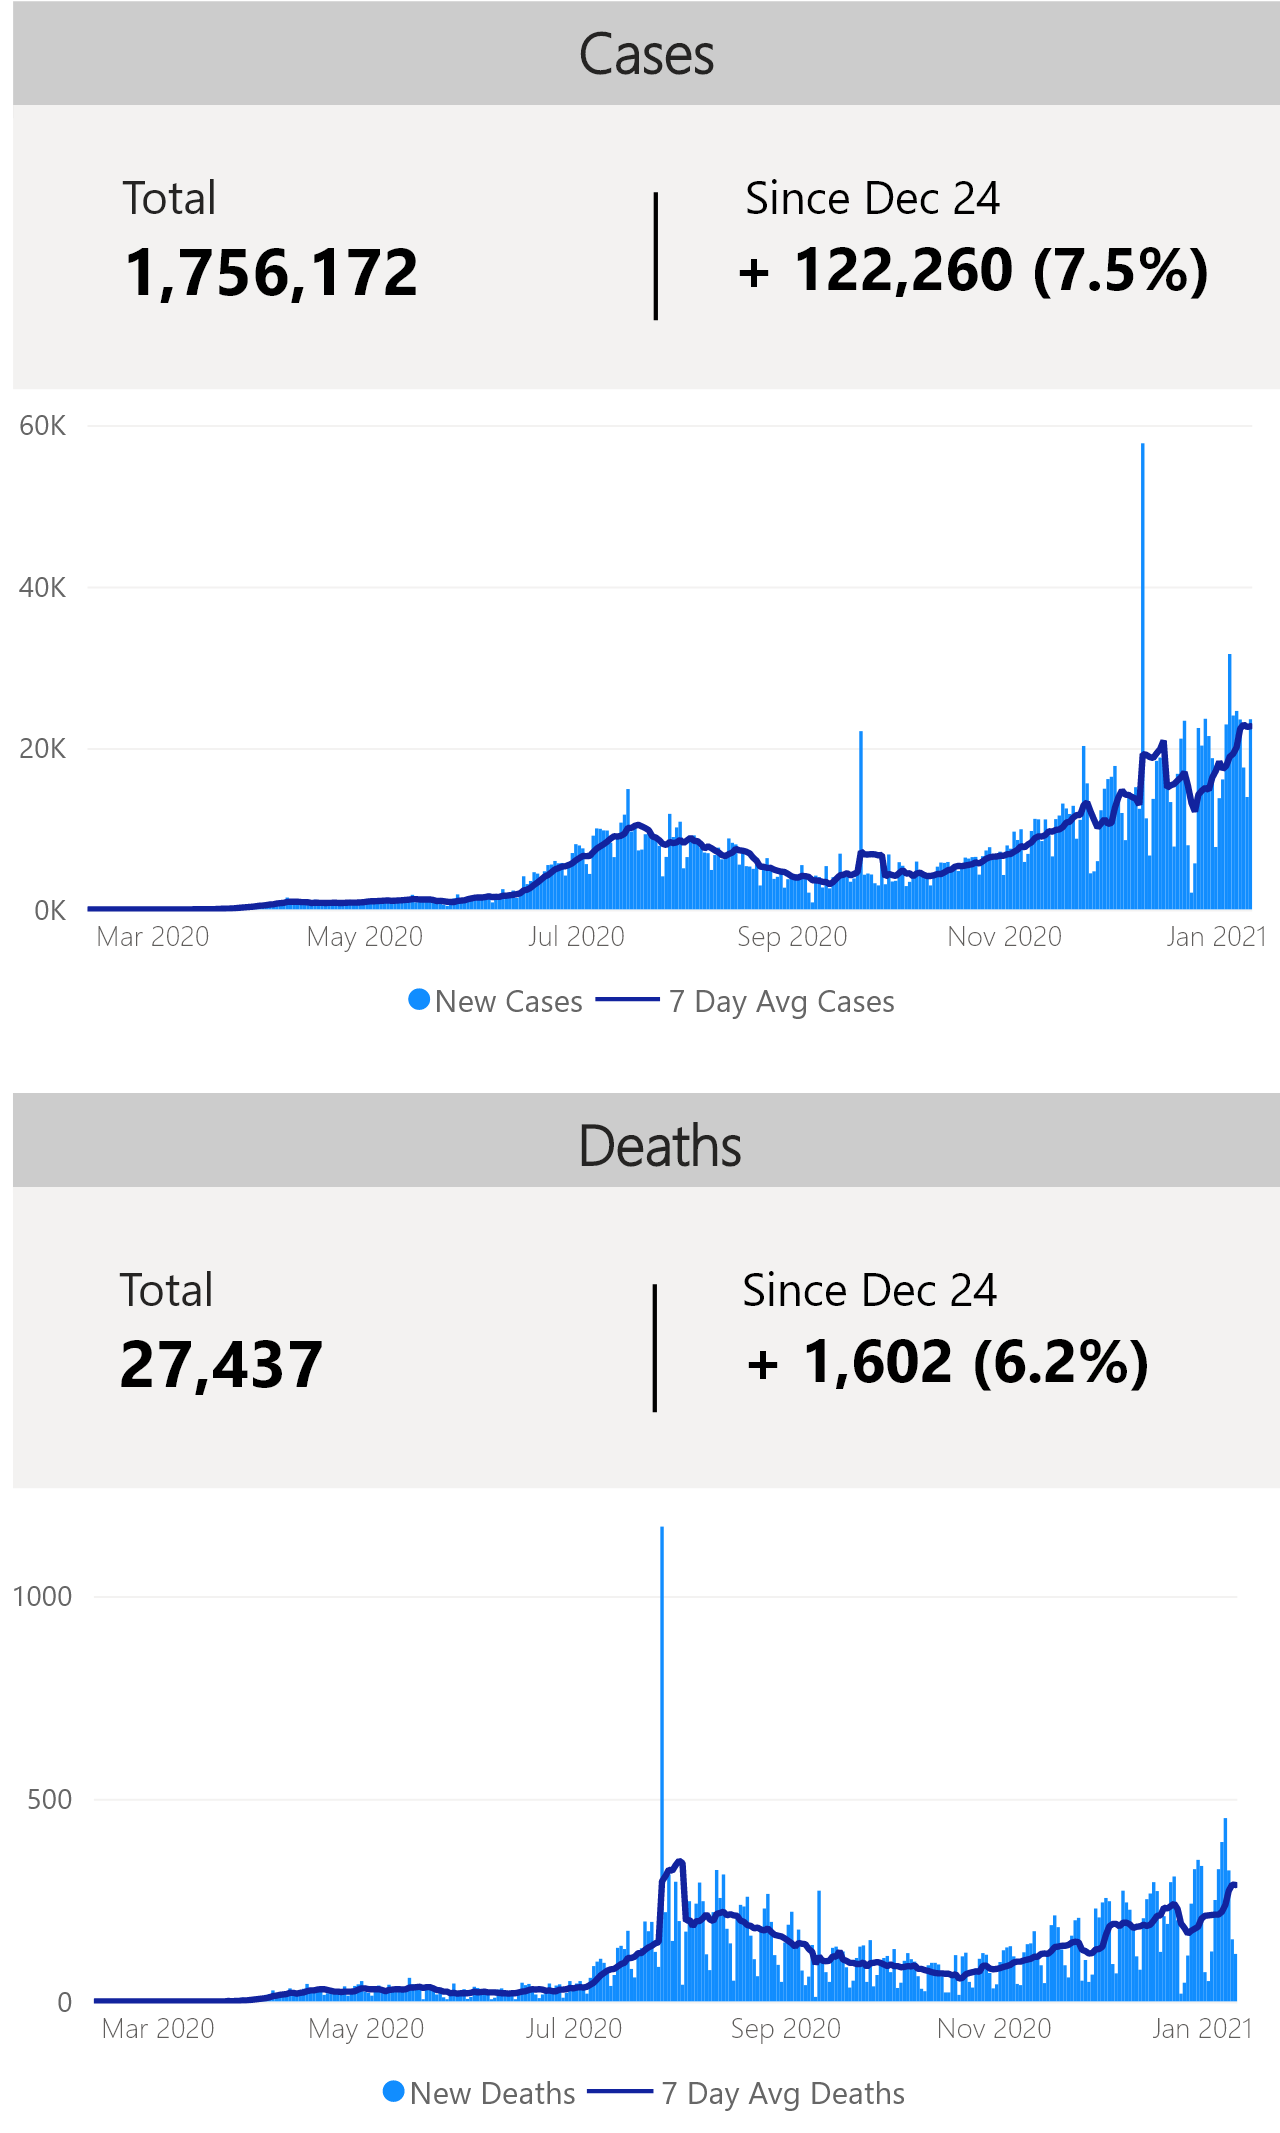 Cases
Total
Since Dec 24
1,756,172
+ 122,260 (7.5%)
60K
40K
20K
0K
Mar 2020
May 2020
Jul 2020
Sep 2020
Nov 2020
Jan 2021
New Cases
7 Day Avg Cases
Deaths
Total
Since Dec 24
27,437
+ 1,602 (6.2%)
1000
500
0
Mar 2020
May 2020
Jul 2020
Sep 2020
Nov 2020
Jan 2021
New Deaths
7 Day Avg Deaths